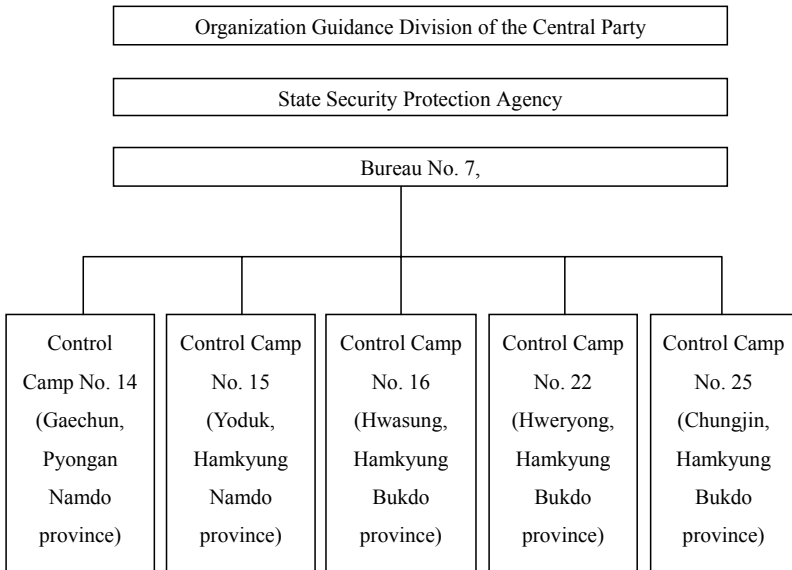 Organization Guidance Division of the Central Party
State Security Protection Agency
Bureau No. 7,
Control
Camp No. 14
(Gaechun,
Pyongan
Namdo
province)
Control Camp
No. 15
(Yoduk,
Hamkyung
Namdo
province)
Control Camp
No. 16
(Hwasung,
Hamkyung
Bukdo
province)
Control Camp
No. 22
(Hweryong,
Hamkyung
Bukdo
province)
Control Camp
No. 25
(Chungjin,
Hamkyung
Bukdo
province)